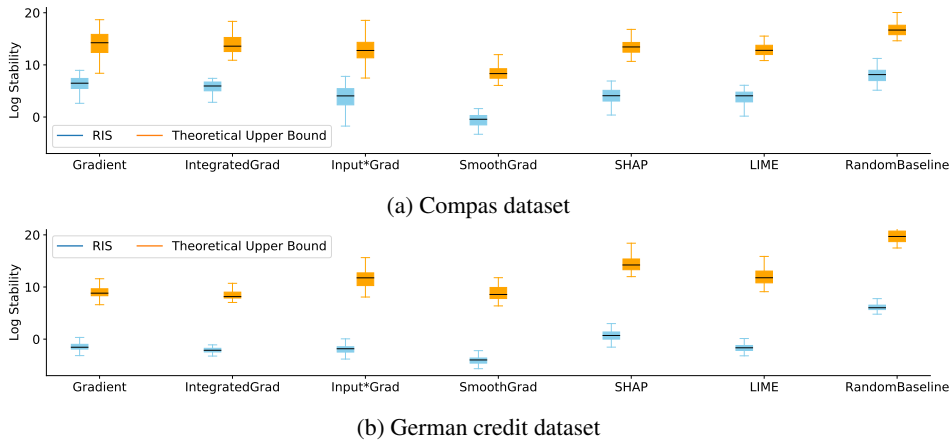 20
10
0
Log Stability
RIS Theoretical Upper Bound
Gradient IntegratedGrad Input*Grad SmoothGrad SHAP LIME RandomBaseline
(a) Compas dataset
20
10
0
Log Stability
RIS Theoretical Upper Bound
Gradient IntegratedGrad Input*Grad SmoothGrad SHAP LIME RandomBaseline
(b) German credit dataset